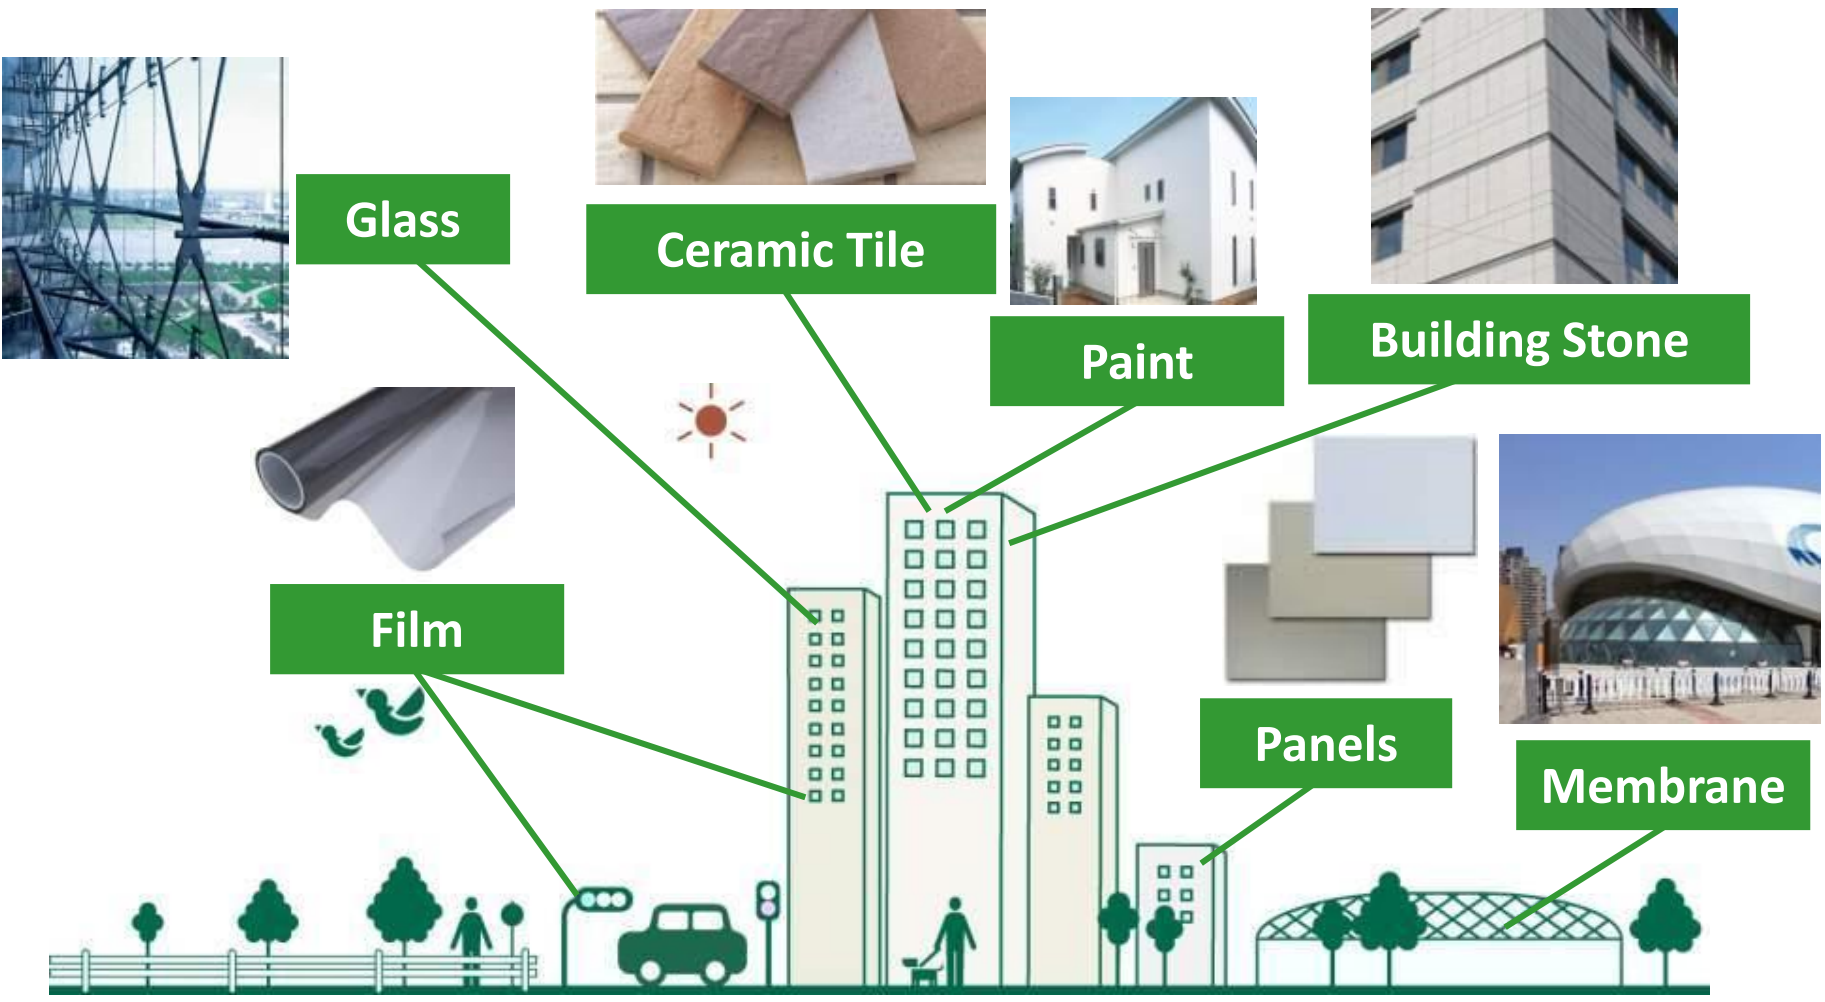 Glass
Ceramic Tile
Paint
Building Stone
Film
Panels
Membrane